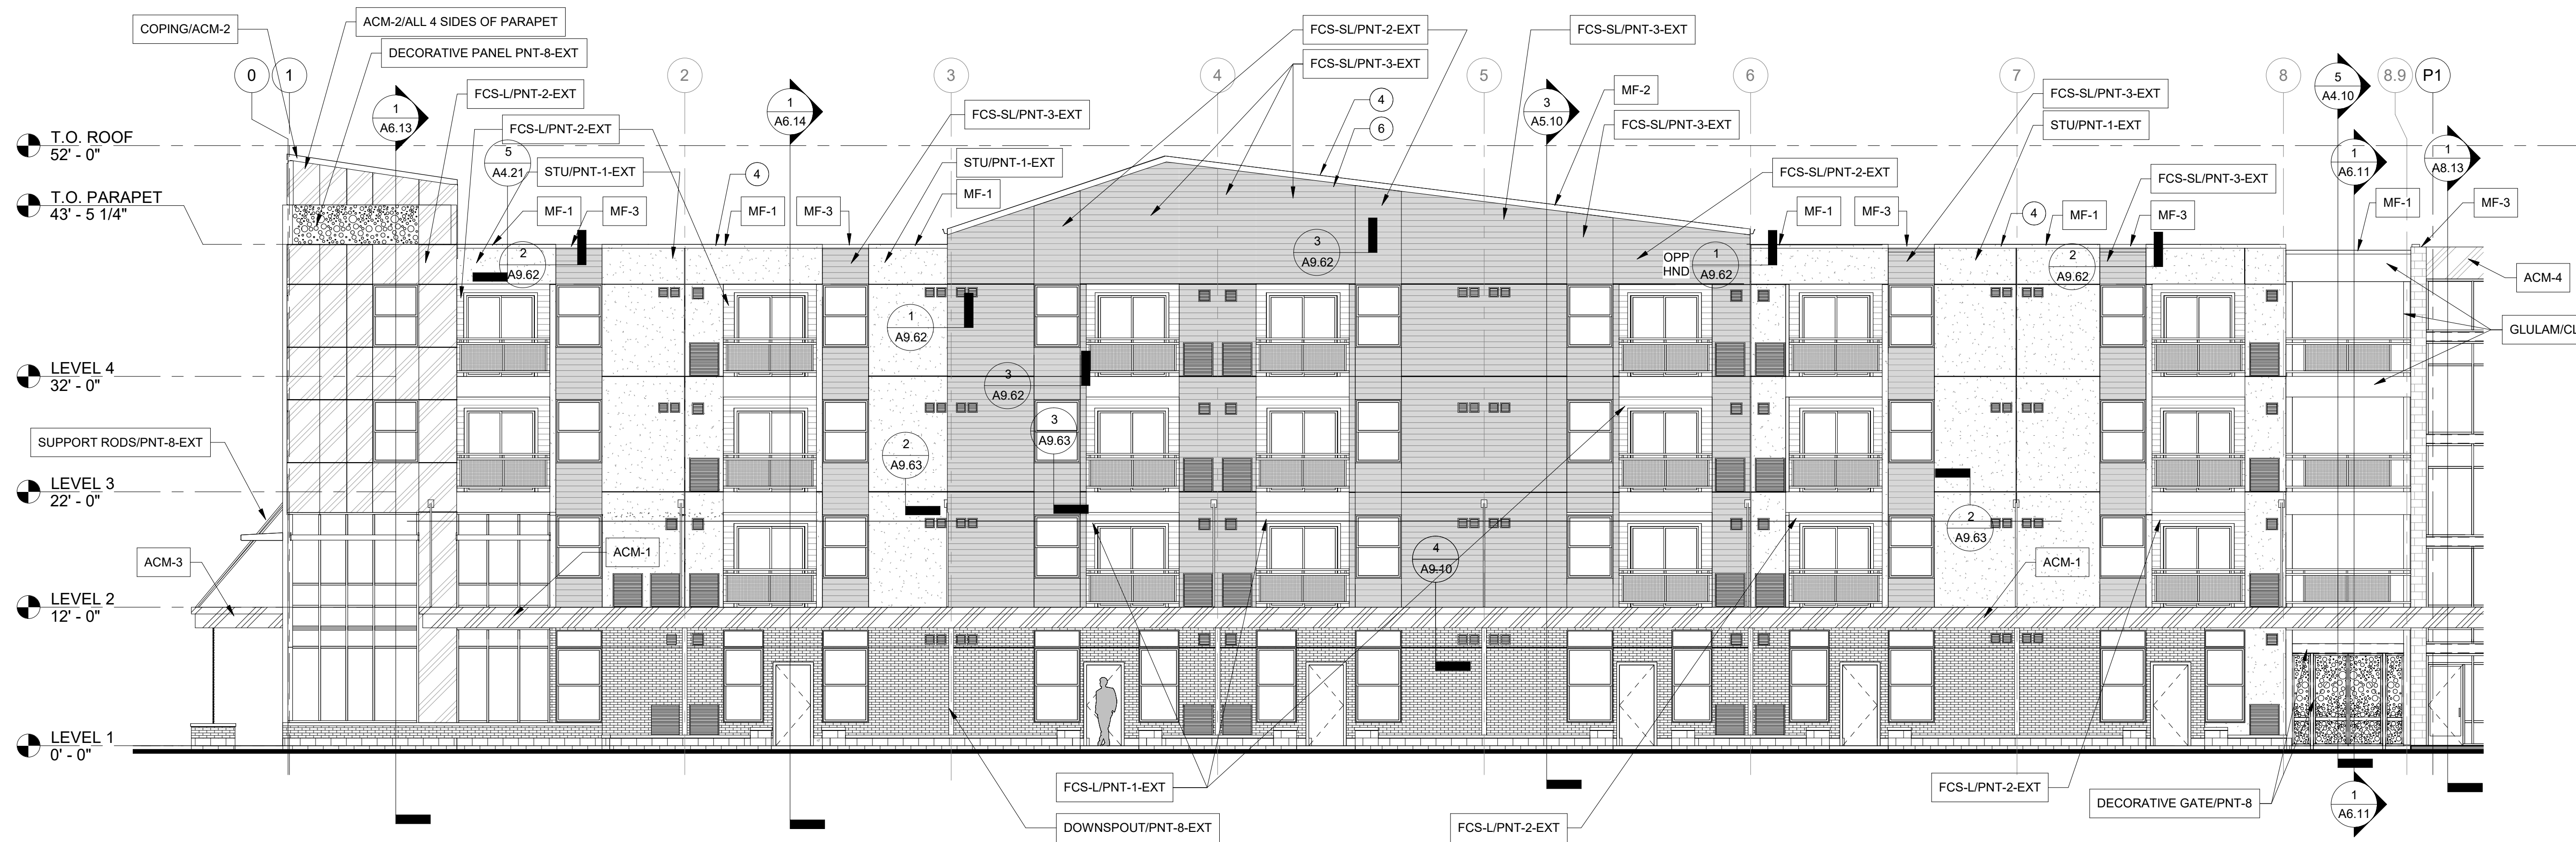 COPING/ACM-2
ACM-2/ALL 4 SIDES OF PARAPET
DECORATIVE PANEL PNT-8-EXT
FCS-L/PNT-2-EXT
FCS-L/PNT-2-EXT
STU/PNT-1-EXT
FCS-SL/PNT-3-EXT
STU/PNT-1-EXT
MF-1
FCS-SL/PNT-2-EXT
FCS-SL/PNT-3-EXT
FCS-SL/PNT-3-EXT
MF-2
FCS-SL/PNT-3-EXT
FCS-SL/PNT-2-EXT
FCS-SL/PNT-3-EXT
STU/PNT-1-EXT
FCS-SL/PNT-3-EXT
0
1
2
3
4
5
6
7
8
8.9
P1
1
A6.13
1
A6.14
3
A5.10
5
A4.10
1
A6.11
1
A8.13
5
A4.21
4
6
4
4
T.O. ROOF
52' - 0"
T.O. PARAPET
43' - 5 1/4"
MF-1
MF-3
MF-1
MF-3
MF-1
MF-3
MF-1
MF-3
MF-1
MF-3
2
A9.62
3
A9.62
OPP
HND
1
A9.62
2
A9.62
ACM-4
1
A9.62
GLULAM/CL
LEVEL 4
32' - 0"
3
A9.62
3
A9.63
2
A9.63
SUPPORT RODS/PNT-8-EXT
LEVEL 3
22' - 0"
2
A9.63
ACM-3
ACM-1
4
A9.10
ACM-1
LEVEL 2
12' - 0"
LEVEL 1
0' - 0"
FCS-L/PNT-1-EXT
DOWNSPOUT/PNT-8-EXT
FCS-L/PNT-2-EXT
FCS-L/PNT-2-EXT
DECORATIVE GATE/PNT-8
1
A6.11